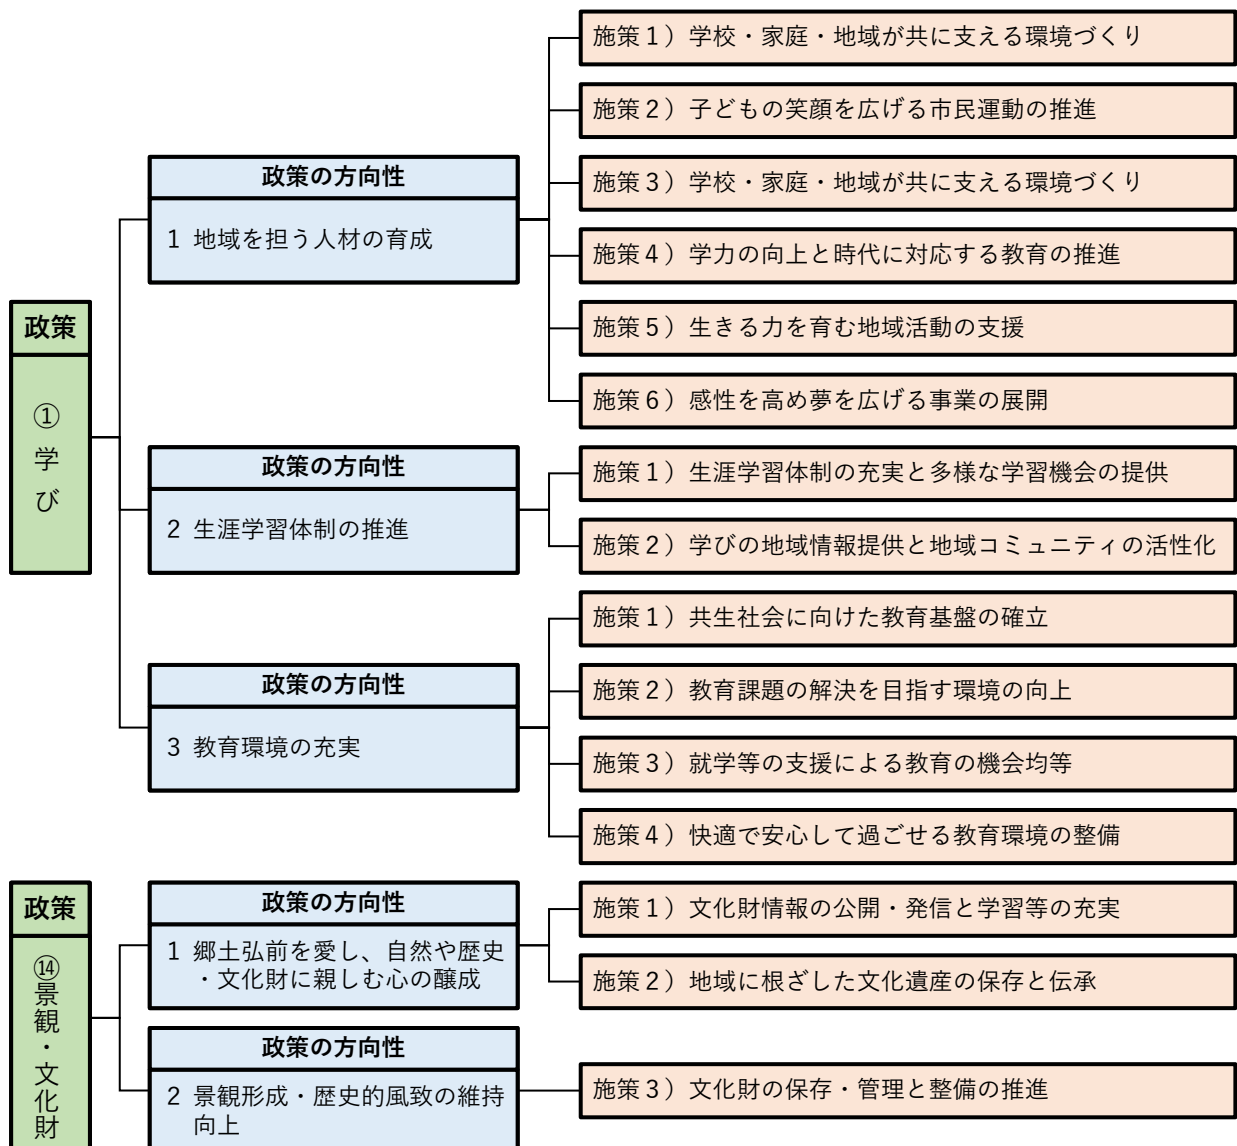 政策
①学び
政策の方向性
1 地域を担う人材の育成
施策1）学校・家庭・地域が共に支える環境づくり
施策2）子どもの笑顔を広げる市民運動の推進
施策3）学校・家庭・地域が共に支える環境づくり
施策4）学力の向上と時代に対応する教育の推進
施策5）生きる力を育む地域活動の支援
施策6）感性を高め夢を広げる事業の展開
政策の方向性
2 生涯学習体制の推進
施策1）生涯学習体制の充実と多様な学習機会の提供
施策2）学びの地域情報提供と地域コミュニティの活性化
政策の方向性
3 教育環境の充実
施策1）共生社会に向けた教育基盤の確立
施策2）教育課題の解決を目指す環境の向上
施策3）就学等の支援による教育の機会均等
施策4）快適で安心して過ごせる教育環境の整備
政策
⑭景観・文化財
政策の方向性
1 郷土弘前を愛し、自然や歴史
・文化財に親しむ心の醸成
施策1）文化財情報の公開・発信と学習等の充実
施策2）地域に根ざした文化遺産の保存と伝承
政策の方向性
2 景観形成・歴史的風致の維持
向上
施策3）文化財の保存・管理と整備の推進